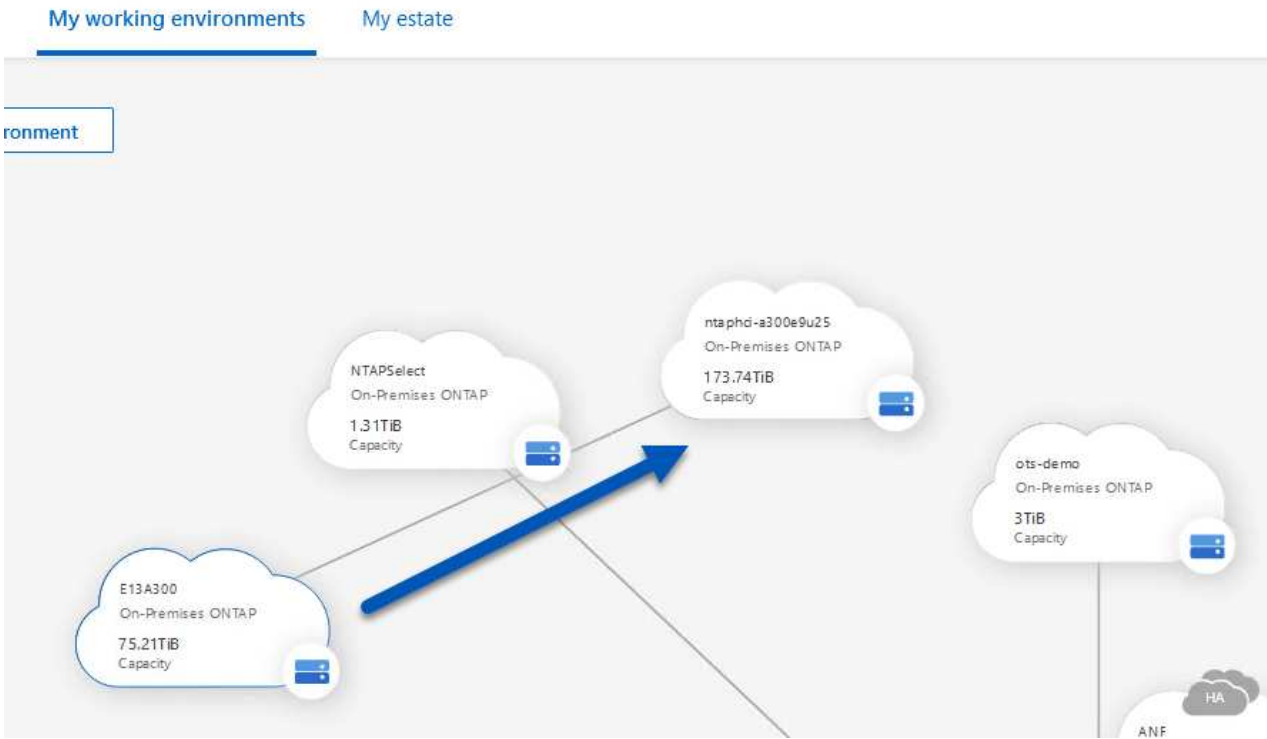 My working environments
My estate
ronment
ntaphci-a300e9u25
On-Premises ONTAP
173.74TiB
Capacity
NTAPSelect
On-Premises ONTAP
1.31TiB
Capacity
ots-demo
On-Premises ONTAP
3TiB
Capacity
E13A300
On-Premises ONTAP
75.21TiB
Capacity
HA
ANF